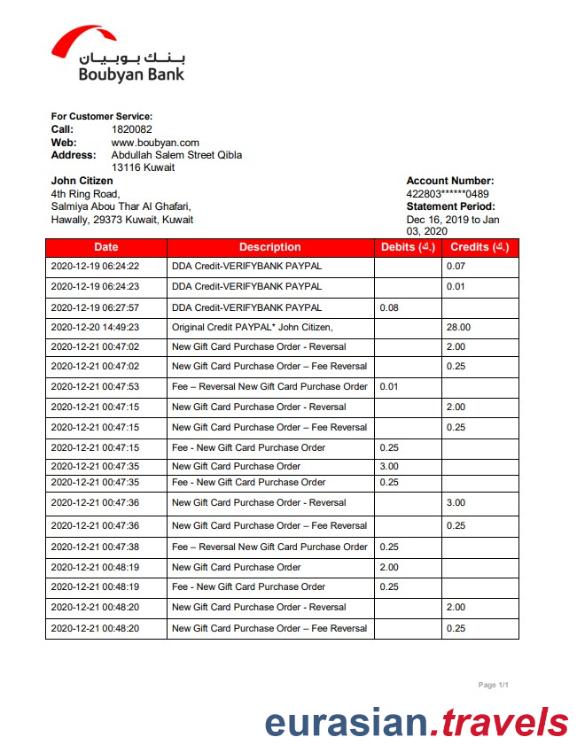 بنك بوبيان
Boubyan Bank
For Customer Service:
Call: 1820082
Web: www.boubyan.com
Address: Abdullah Salem Street Qibla
13116 Kuwait
John Citizen
4th Ring Road,
Salmiya Abou Thar Al Ghafari,
Hawally, 29373 Kuwait, Kuwait
Account Number:
422803******0489
Statement Period:
Dec 16, 2019 to Jan
03, 2020
Date Description Debits (د.ك) Credits (د.ك)
2020-12-19 06:24:22 DDA Credit-VERIFYBANK PAYPAL 0.07
2020-12-19 06:24:23 DDA Credit-VERIFYBANK PAYPAL 0.01
2020-12-19 06:27:57 DDA Credit-VERIFYBANK PAYPAL 0.08
2020-12-20 14:49:23 Original Credit PAYPAL* John Citizen, 28.00
2020-12-21 00:47:02 New Gift Card Purchase Order - Reversal 2.00
2020-12-21 00:47:02 New Gift Card Purchase Order – Fee Reversal 0.25
2020-12-21 00:47:53 Fee – Reversal New Gift Card Purchase Order 0.01
2020-12-21 00:47:15 New Gift Card Purchase Order - Reversal 2.00
2020-12-21 00:47:15 New Gift Card Purchase Order – Fee Reversal 0.25
2020-12-21 00:47:15 Fee - New Gift Card Purchase Order 0.25
2020-12-21 00:47:35 New Gift Card Purchase Order 3.00
2020-12-21 00:47:35 Fee - New Gift Card Purchase Order 0.25
2020-12-21 00:47:36 New Gift Card Purchase Order - Reversal 3.00
2020-12-21 00:47:36 New Gift Card Purchase Order – Fee Reversal 0.25
2020-12-21 00:47:38 Fee – Reversal New Gift Card Purchase Order 0.25
2020-12-21 00:48:19 New Gift Card Purchase Order 2.00
2020-12-21 00:48:19 Fee - New Gift Card Purchase Order 0.25
2020-12-21 00:48:20 New Gift Card Purchase Order - Reversal 2.00
2020-12-21 00:48:20 New Gift Card Purchase Order – Fee Reversal 0.25
Page 1/1
eurasian.travels